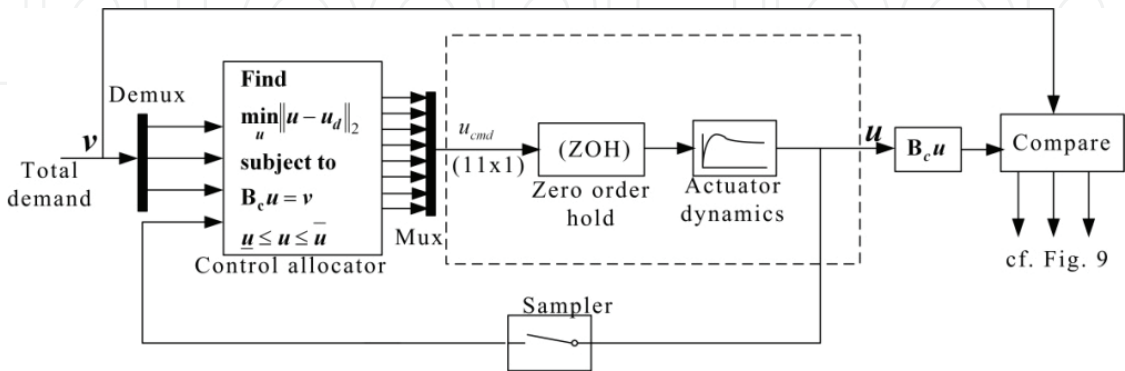 Total
demand
v
Demux
Find
min‖u − u_d‖₂
u
subject to
B_c u = v
u̲ ≤ u ≤ u̅
Control allocator
Mux
u_cmd
(11x1)
(ZOH)
Zero order
hold
Actuator
dynamics
u
B_c u
Compare
cf. Fig. 9
Sampler